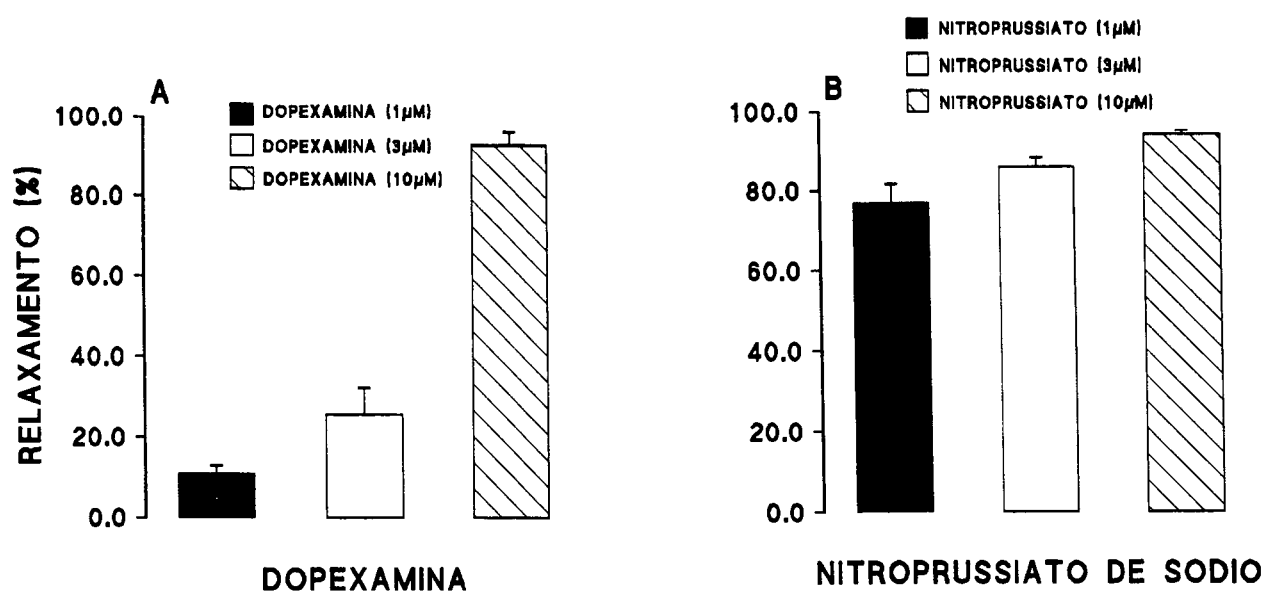 A
DOPEXAMINA (1µM)
DOPEXAMINA (3µM)
DOPEXAMINA (10µM)
RELAXAMENTO (%)
100.0
80.0
60.0
40.0
20.0
0.0
DOPEXAMINA
NITROPRUSSIATO (1µM)
NITROPRUSSIATO (3µM)
NITROPRUSSIATO (10µM)
B
100.0
80.0
60.0
40.0
20.0
0.0
NITROPRUSSIATO DE SODIO